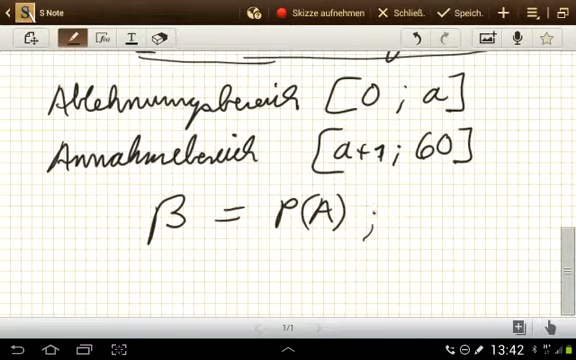 S Note
Skizze aufnehmen
Schließ.
Speich.
Ablehnungsbereich [0 ; a]
Annahmebereich [a+1 ; 60]
β = P(A) ;
1/1
13:42